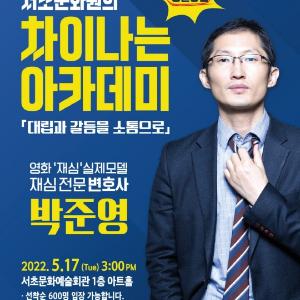 서초문화원의
차이나는
아카데미
「대립과 갈등을 소통으로」
영화 '재심' 실제모델
재심 전문 변호사
박준영
2022. 5.17 (Tue) 3:00 PM
서초문화예술회관 1층 아트홀
· 선착순 600명 입장 가능합니다.